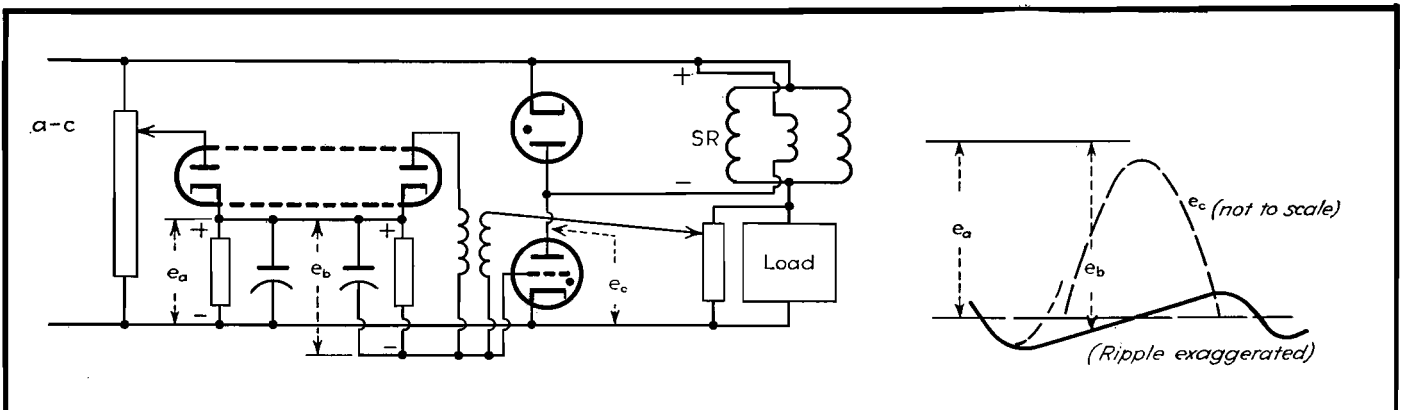 a-c
+
SR
−
+
+
e_a
e_b
−
−
e_c
Load
e_a
e_b
e_c (not to scale)
(Ripple exaggerated)